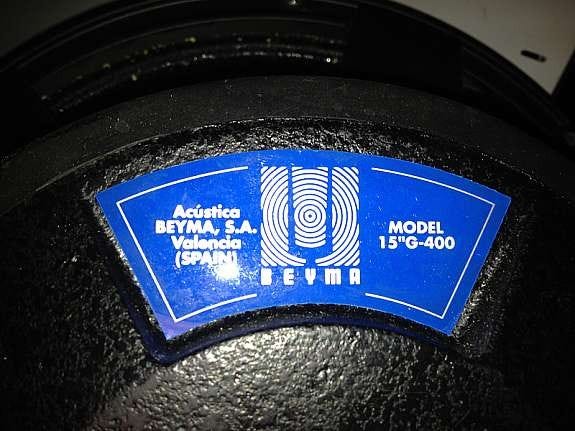 Acústica
BEYMA, S.A.
Valencia
(SPAIN)
BEYMA
MODEL
15"G-400